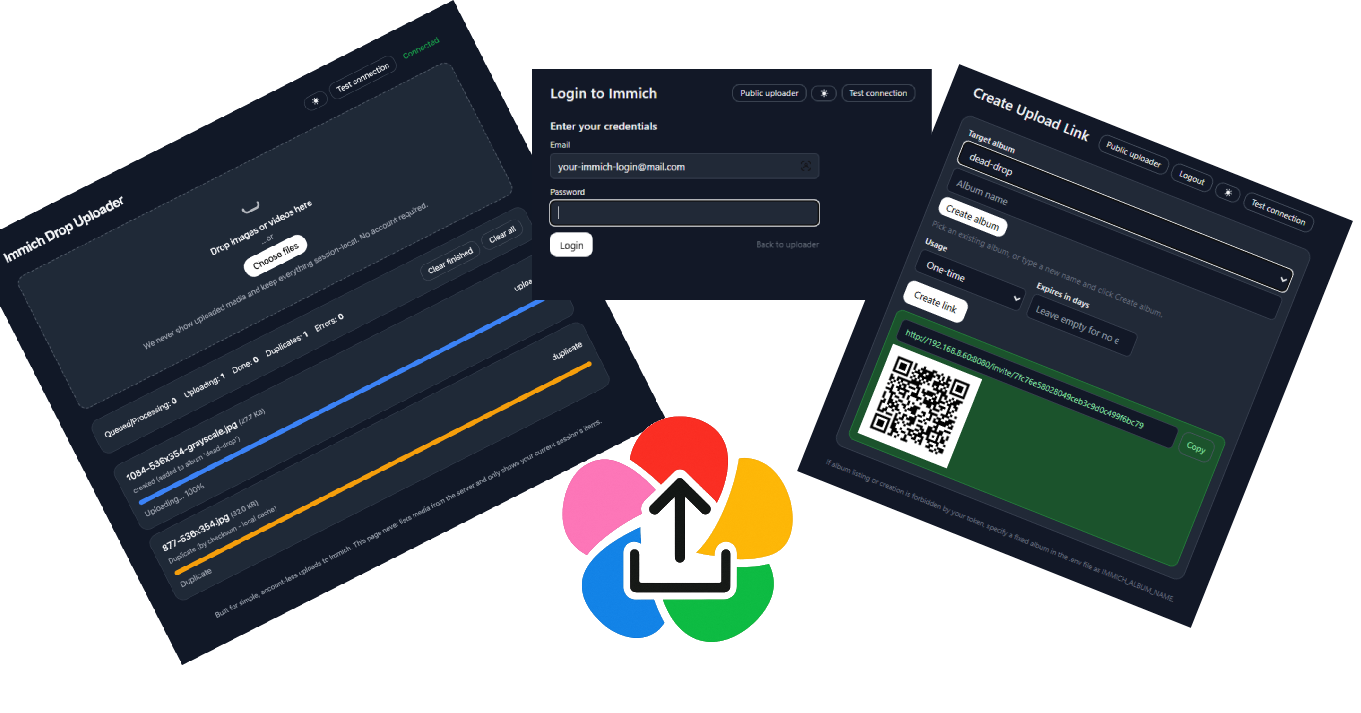 Immich Drop Uploader
Test connection
Connected
Drop images or videos here
...or
Choose files
We never show uploaded media and keep everything session-local. No account required.
Queued/Processing: 0 Uploading: 1 Done: 0 Duplicates: 1 Errors: 0
Clear finished
Clear all
1084-536x354-grayscale.jpg (27.7 KB)
Created (added to album 'dead-drop')
Uploading... 100%
877-536x354.jpg (32.0 KB)
duplicate
Duplicate (by checksum - local cache)
Duplicate
Built for simple, account-less uploads to Immich. This page never lists media from the server and only shows your current session's items.
Login to Immich
Public uploader
Test connection
Enter your credentials
Email
your-immich-login@mail.com
Password
Login
Back to uploader
Create Upload Link
Public uploader
Logout
Test connection
Target album
dead-drop
Album name
Create album
Pick an existing album, or type a new name and click Create album.
Usage
One-time
Expires in days
Leave empty for no e
Create link
http://192.168.8.60:8080/invite/7fc76e58028049ceb3c9d0c499f6bc79
Copy
If album listing or creation is forbidden by your token, specify a fixed album in the .env file as IMMICH_ALBUM_NAME.